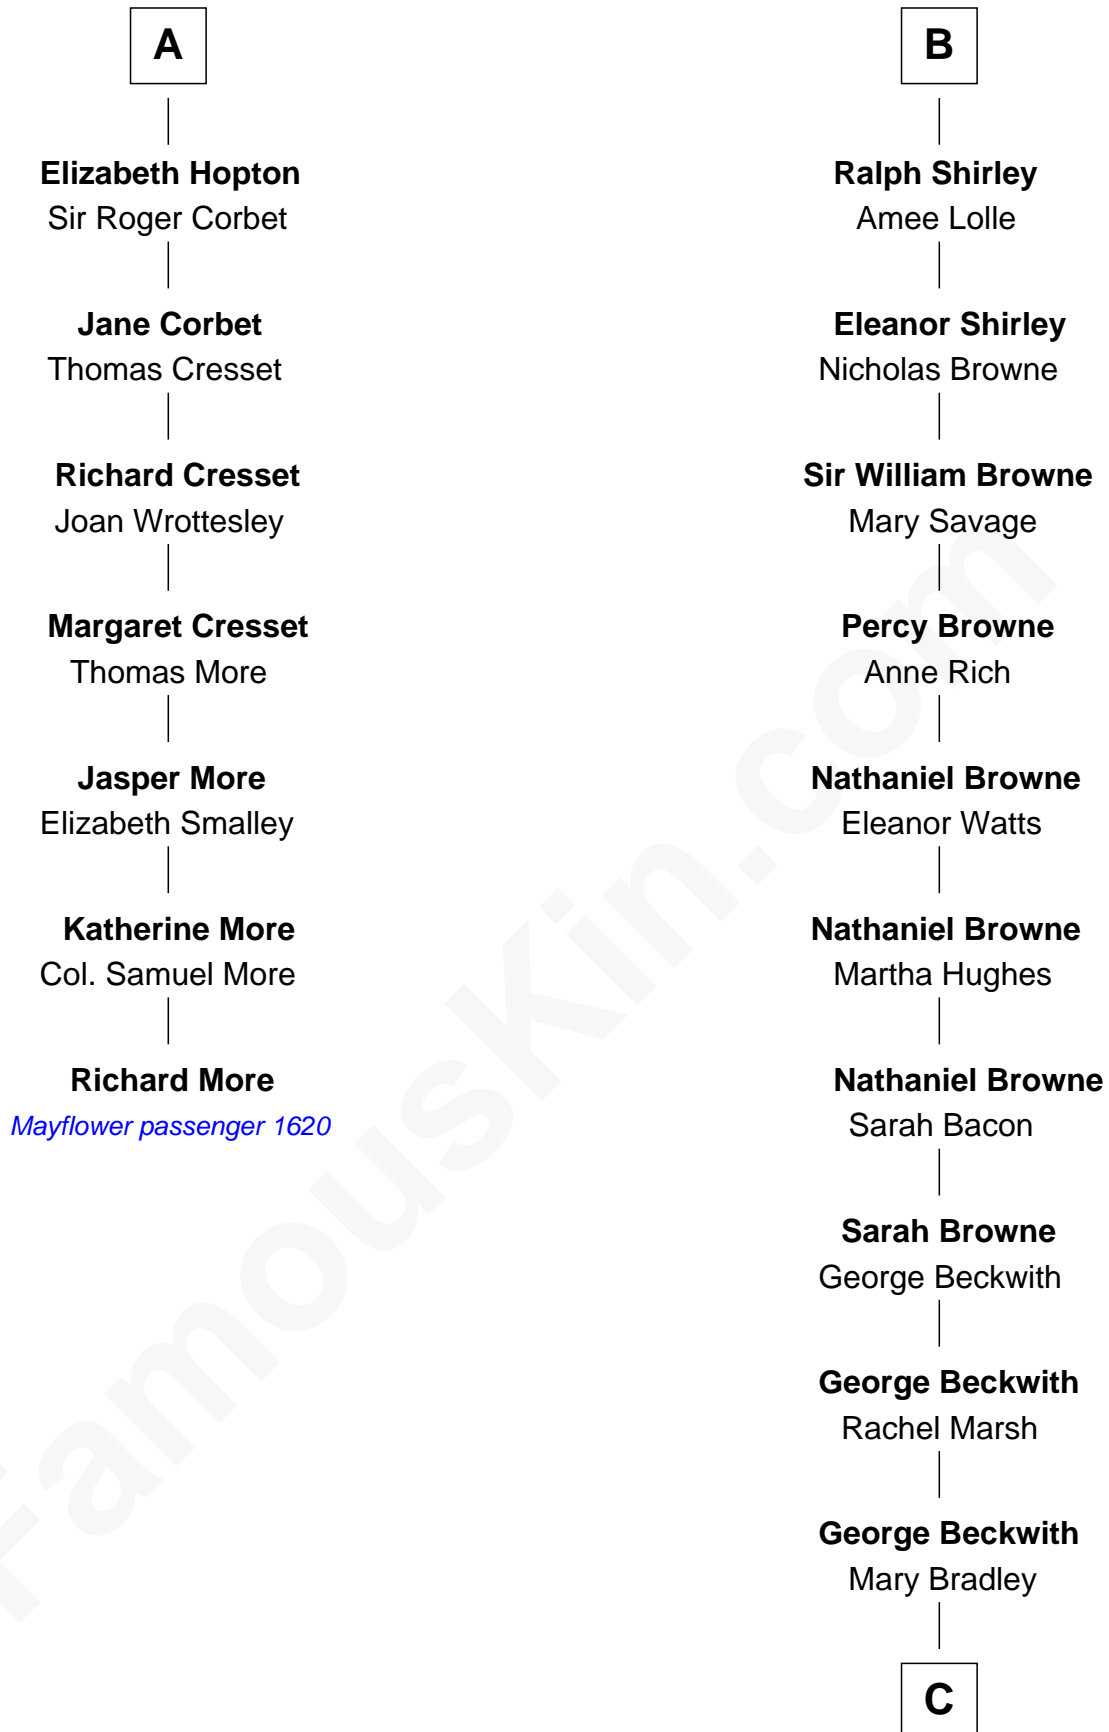 A
Elizabeth Hopton
Sir Roger Corbet
Jane Corbet
Thomas Cresset
Richard Cresset
Joan Wrottesley
Margaret Cresset
Thomas More
Jasper More
Elizabeth Smalley
Katherine More
Col. Samuel More
Richard More
Mayflower passenger 1620
B
Ralph Shirley
Amee Lolle
Eleanor Shirley
Nicholas Browne
Sir William Browne
Mary Savage
Percy Browne
Anne Rich
Nathaniel Browne
Eleanor Watts
Nathaniel Browne
Martha Hughes
Nathaniel Browne
Sarah Bacon
Sarah Browne
George Beckwith
George Beckwith
Rachel Marsh
George Beckwith
Mary Bradley
C
FamousKin.com